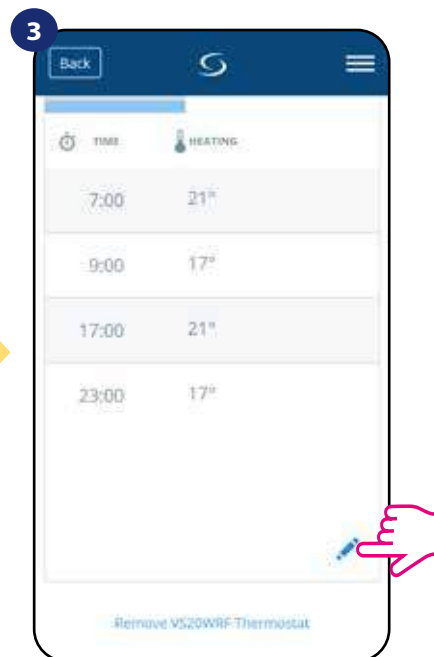 3
Back
TIME HEATING
7:00 21°
9:00 17°
17:00 21°
23:00 17°
Remove VS20WRF Thermostat